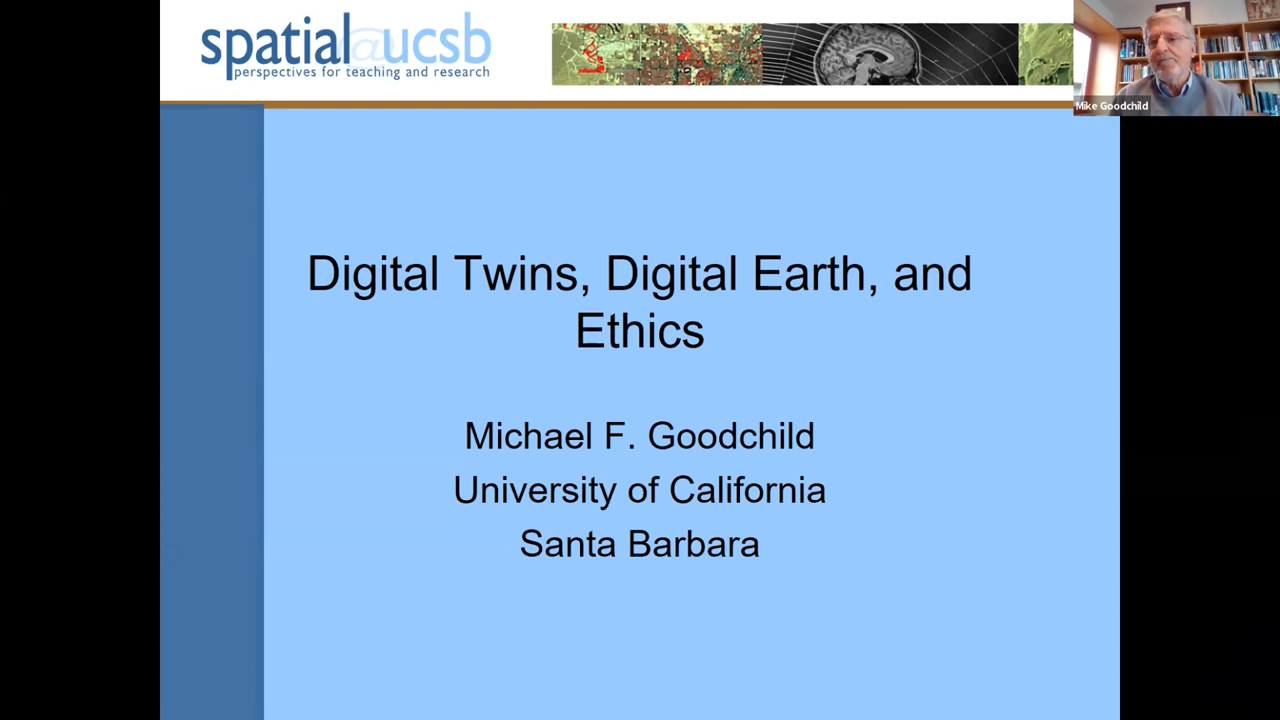 spatial@ucsb
perspectives for teaching and research
Mike Goodchild
Digital Twins, Digital Earth, and
Ethics
Michael F. Goodchild
University of California
Santa Barbara